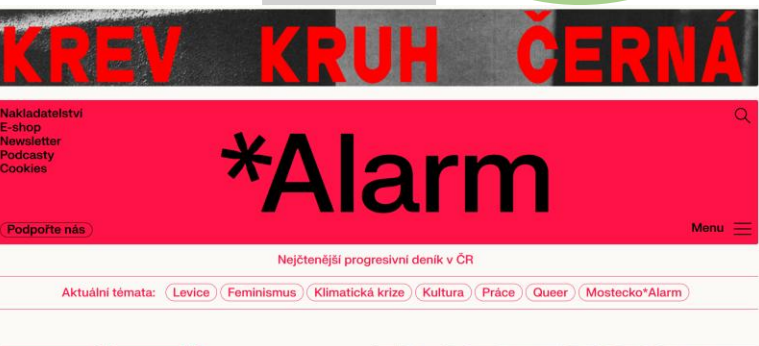 KREV KRUH ČERNÁ
Nakladatelství
E-shop
Newsletter
Podcasty
Cookies
*Alarm
Podpořte nás
Menu
Nejčtenější progresivní deník v ČR
Aktuální témata: Levice Feminismus Klimatická krize Kultura Práce Queer Mostecko*Alarm